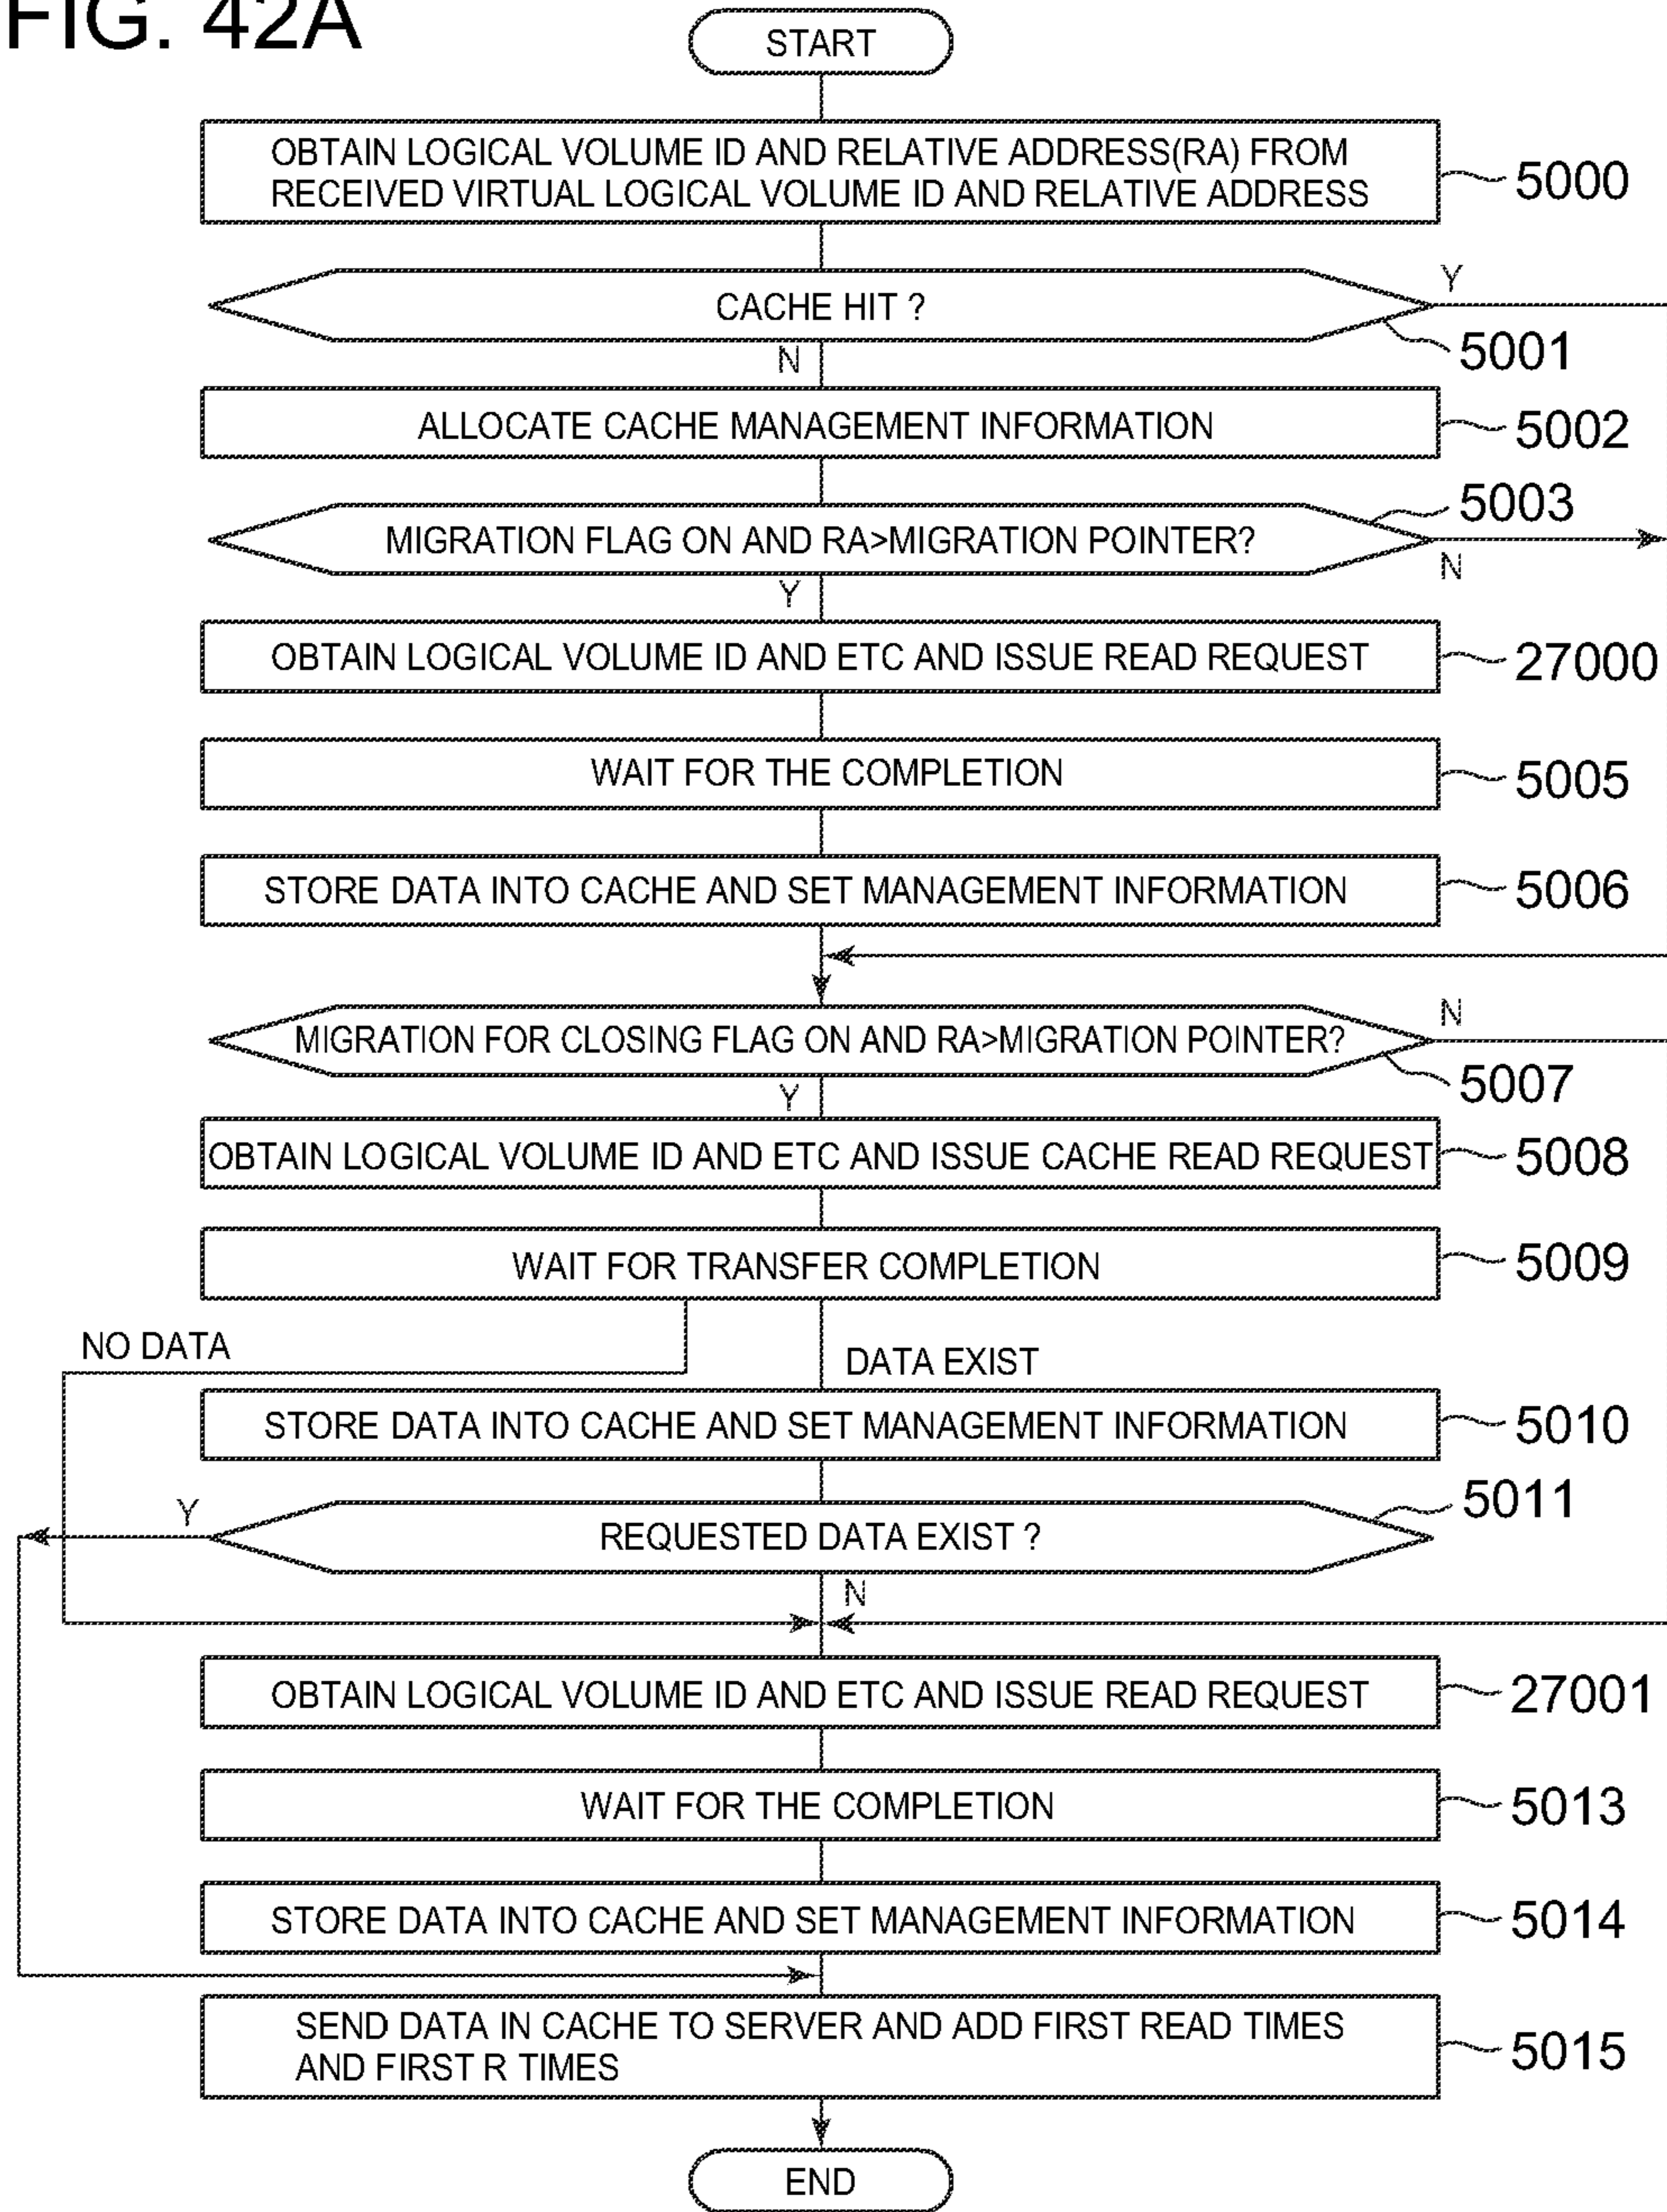 FIG. 42A
START
OBTAIN LOGICAL VOLUME ID AND RELATIVE ADDRESS(RA) FROM
RECEIVED VIRTUAL LOGICAL VOLUME ID AND RELATIVE ADDRESS
5000
CACHE HIT ?
Y
5001
N
ALLOCATE CACHE MANAGEMENT INFORMATION
5002
5003
MIGRATION FLAG ON AND RA>MIGRATION POINTER?
N
Y
OBTAIN LOGICAL VOLUME ID AND ETC AND ISSUE READ REQUEST
27000
WAIT FOR THE COMPLETION
5005
STORE DATA INTO CACHE AND SET MANAGEMENT INFORMATION
5006
MIGRATION FOR CLOSING FLAG ON AND RA>MIGRATION POINTER?
N
5007
Y
OBTAIN LOGICAL VOLUME ID AND ETC AND ISSUE CACHE READ REQUEST
5008
WAIT FOR TRANSFER COMPLETION
5009
NO DATA
DATA EXIST
STORE DATA INTO CACHE AND SET MANAGEMENT INFORMATION
5010
5011
Y
REQUESTED DATA EXIST ?
N
OBTAIN LOGICAL VOLUME ID AND ETC AND ISSUE READ REQUEST
27001
WAIT FOR THE COMPLETION
5013
STORE DATA INTO CACHE AND SET MANAGEMENT INFORMATION
5014
SEND DATA IN CACHE TO SERVER AND ADD FIRST READ TIMES
AND FIRST R TIMES
5015
END